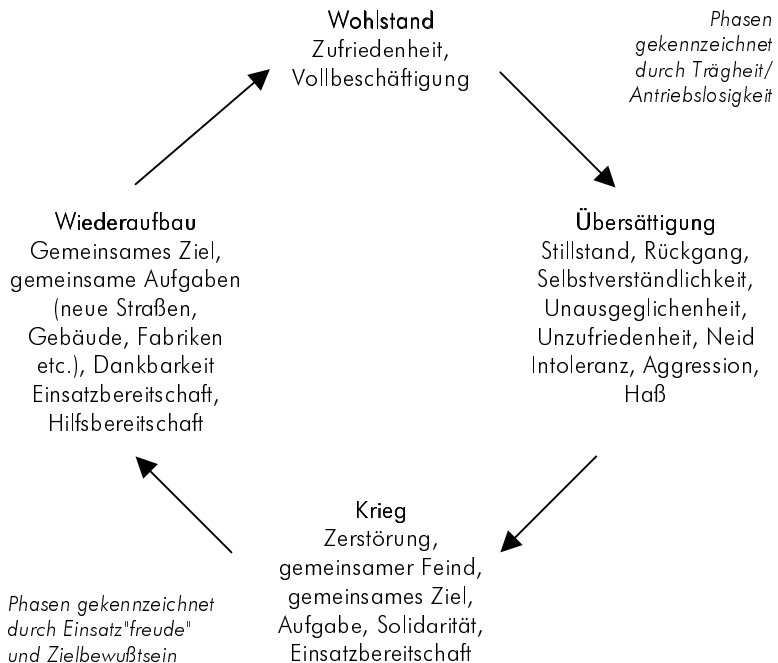 Wohlstand
Zufriedenheit,
Vollbeschäftigung
Phasen
gekennzeichnet
durch Trägheit/
Antriebslosigkeit
Übersättigung
Stillstand, Rückgang,
Selbstverständlichkeit,
Unausgeglichenheit,
Unzufriedenheit, Neid
Intoleranz, Aggression,
Haß
Krieg
Zerstörung,
gemeinsamer Feind,
gemeinsames Ziel,
Aufgabe, Solidarität,
Einsatzbereitschaft
Phasen gekennzeichnet
durch Einsatz"freude"
und Zielbewußtsein
Wiederaufbau
Gemeinsames Ziel,
gemeinsame Aufgaben
(neue Straßen,
Gebäude, Fabriken
etc.), Dankbarkeit
Einsatzbereitschaft,
Hilfsbereitschaft